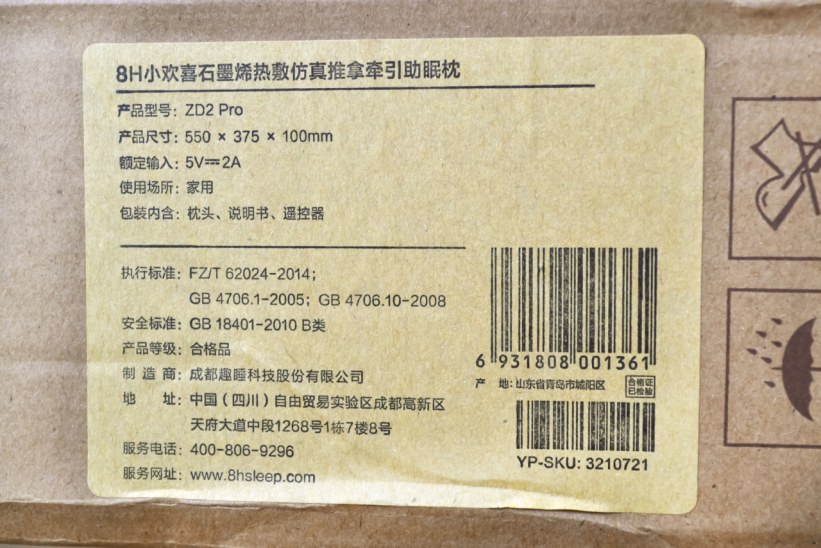 8H小欢喜石墨烯热敷仿真推拿牵引助眠枕
产品型号：ZD2 Pro
产品尺寸：550 × 375 × 100mm
额定输入：5V⎓2A
使用场所：家用
包装内含：枕头、说明书、遥控器
执行标准：FZ/T 62024-2014；
GB 4706.1-2005；GB 4706.10-2008
安全标准：GB 18401-2010 B类
产品等级：合格品
制 造 商：成都趣睡科技股份有限公司
地 址：中国（四川）自由贸易实验区成都高新区
天府大道中段1268号1栋7楼8号
服务电话：400-806-9296
服务网址：www.8hsleep.com
6 931808 001361
产 地：山东省青岛市城阳区
合格证
已检验
YP-SKU: 3210721